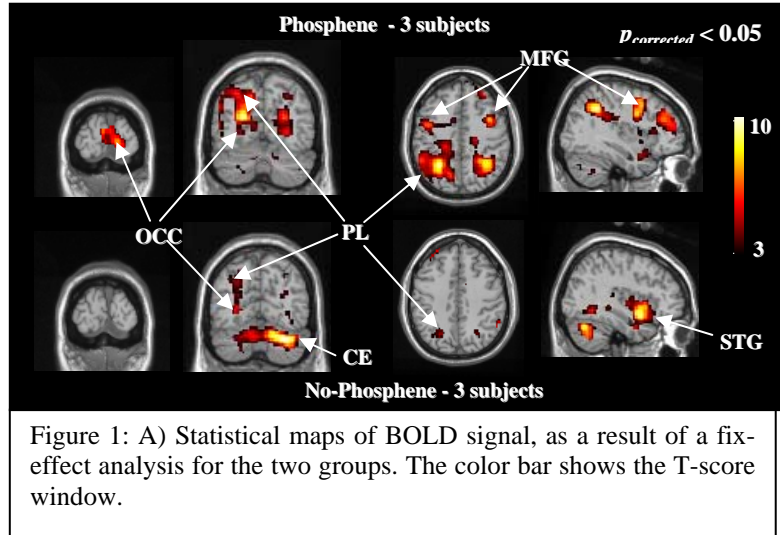 Phosphene - 3 subjects
p corrected < 0.05
MFG
10
OCC
PL
3
CE
STG
No-Phosphene - 3 subjects
Figure 1: A) Statistical maps of BOLD signal, as a result of a fix-
effect analysis for the two groups. The color bar shows the T-score
window.